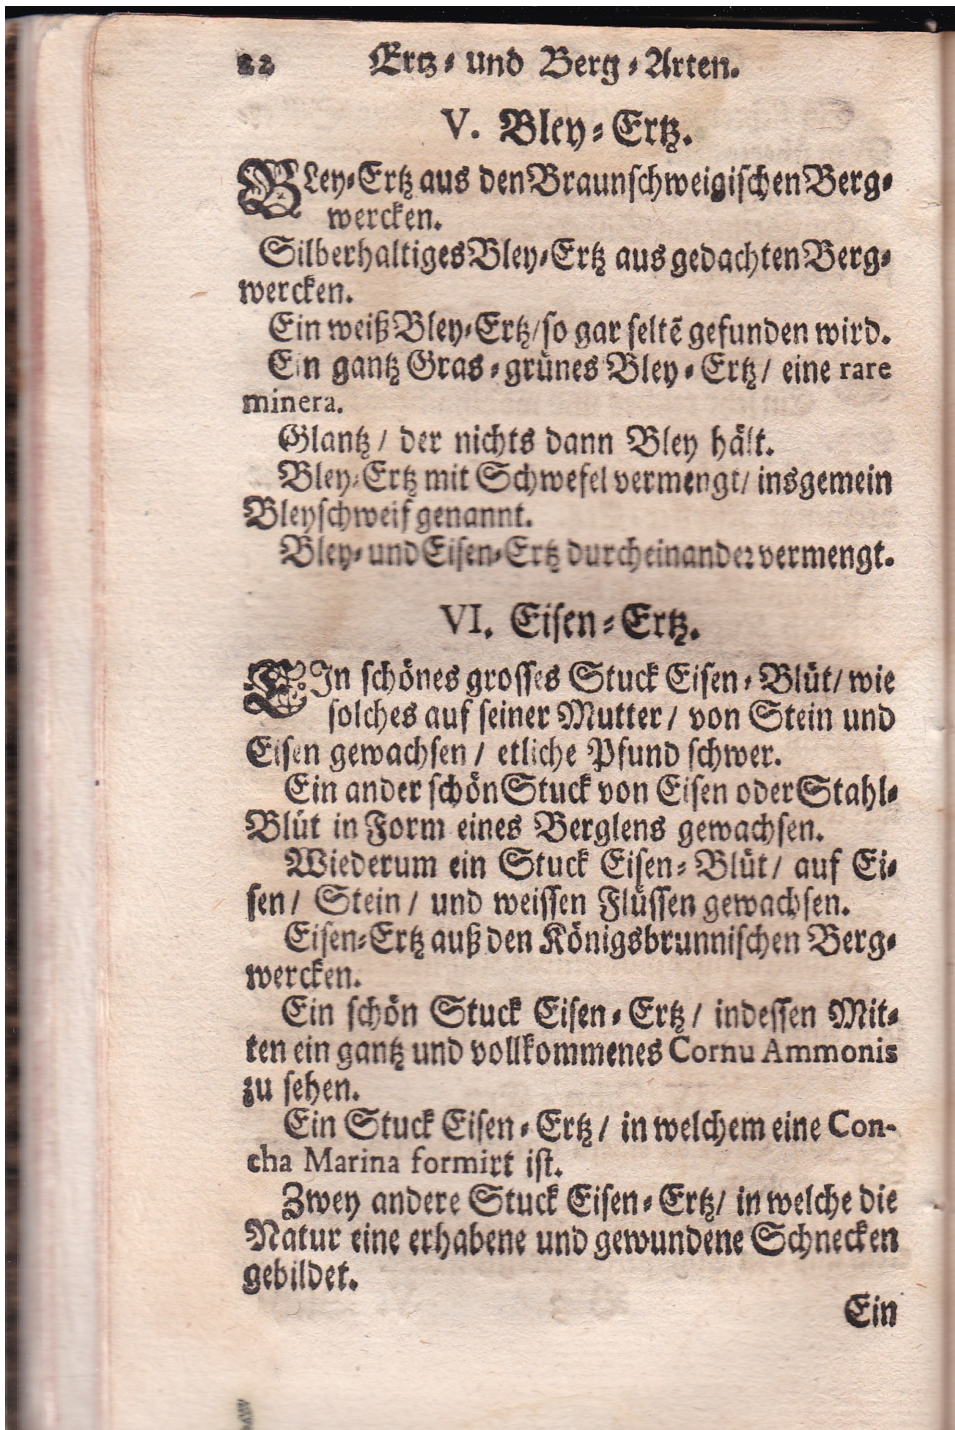 22 Ertz- und Berg-Arten.
V. Bley-Ertz.
BLey-Ertz aus den Braunschweigischen Berg-
wercken.
Silberhaltiges Bley-Ertz aus gedachten Berg-
wercken.
Ein weiß Bley-Ertz/ so gar seltẽ gefunden wird.
Ein gantz Gras-grünes Bley-Ertz/ eine rare
minera.
Glantz/ der nichts dann Bley hält.
Bley-Ertz mit Schwefel vermengt/ insgemein
Bleyschweif genannt.
Bley- und Eisen-Ertz durcheinander vermengt.
VI. Eisen-Ertz.
EIn schönes grosses Stuck Eisen-Blüt/ wie
solches auf seiner Mutter/ von Stein und
Eisen gewachsen/ etliche Pfund schwer.
Ein ander schön Stuck von Eisen oder Stahl-
Blüt in Form eines Berglens gewachsen.
Wiederum ein Stuck Eisen-Blüt/ auf Ei-
sen/ Stein/ und weissen Flüssen gewachsen.
Eisen-Ertz auß den Königsbrunnischen Berg-
wercken.
Ein schön Stuck Eisen-Ertz/ indessen Mit-
ten ein gantz und vollkommenes Cornu Ammonis
zu sehen.
Ein Stuck Eisen-Ertz/ in welchem eine Con-
cha Marina formirt ist.
Zwey andere Stuck Eisen-Ertz/ in welche die
Natur eine erhabene und gewundene Schnecken
gebildet.
Ein